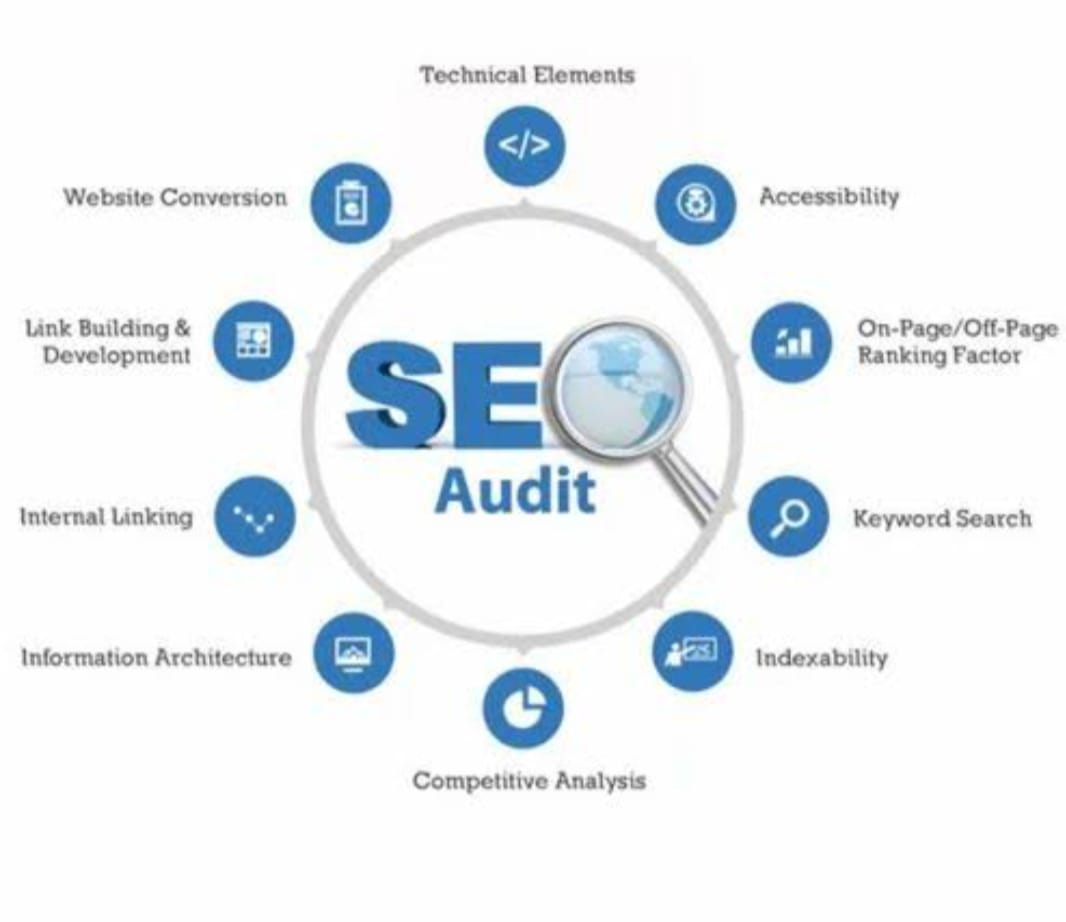 Technical Elements
</>
Website Conversion
Accessibility
Link Building &
Development
On-Page/Off-Page
Ranking Factor
SEO
Audit
Internal Linking
Keyword Search
Information Architecture
Indexability
Competitive Analysis